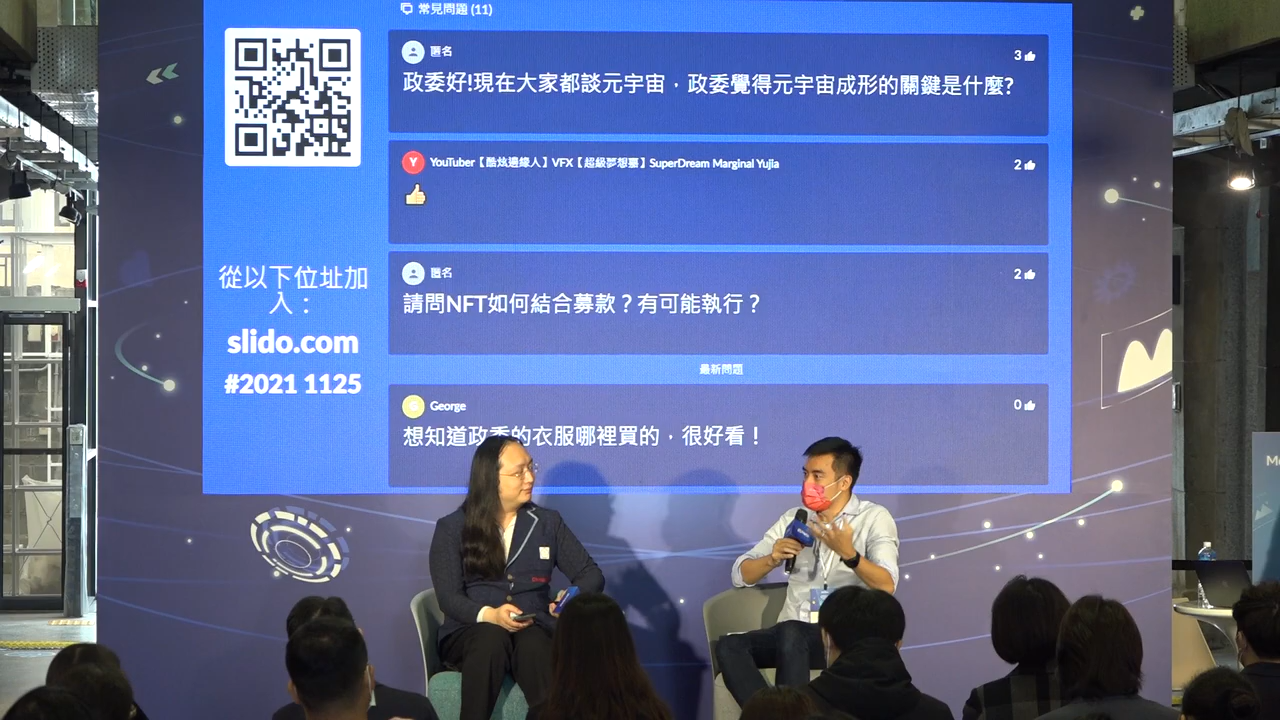 常見問題 (11)
匿名
3
政委好!現在大家都談元宇宙，政委覺得元宇宙成形的關鍵是什麼?
Y
YouTuber【酷炫邊緣人】VFX【超級夢想家】SuperDream Marginal Yujia
2
匿名
2
請問NFT如何結合募款？有可能執行？
最新問題
G
George
0
想知道政委的衣服哪裡買的，很好看！
從以下位址加
入：
slido.com
#2021 1125